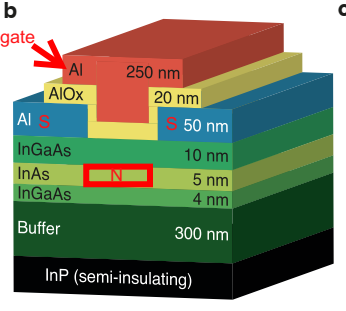 b
c
gate
Al 250 nm
AlOx 20 nm
Al S S 50 nm
InGaAs 10 nm
InAs N 5 nm
InGaAs 4 nm
Buffer 300 nm
InP (semi-insulating)